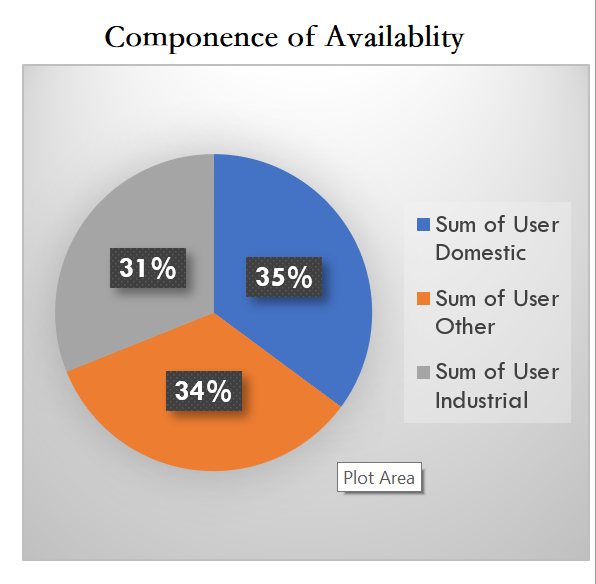 Componence of Availablity
31%
35%
34%
Sum of User
Domestic
Sum of User
Other
Sum of User
Industrial
Plot Area